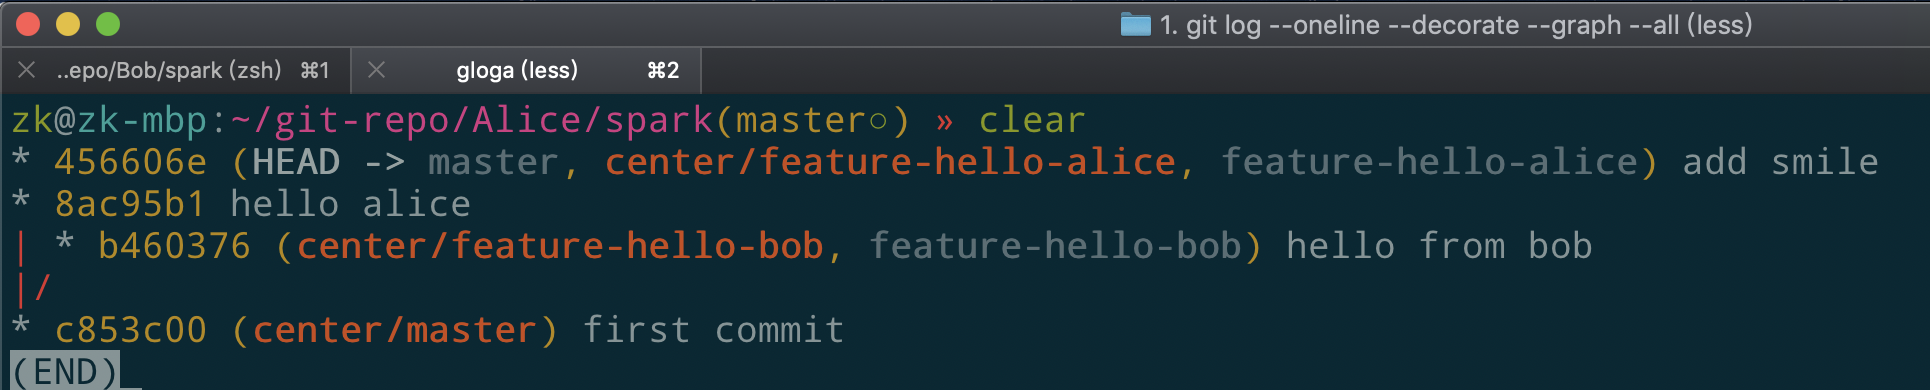 1. git log --oneline --decorate --graph --all (less)
..epo/Bob/spark (zsh) ⌘1 gloga (less) ⌘2
zk@zk-mbp:~/git-repo/Alice/spark(master○) » clear
* 456606e (HEAD -> master, center/feature-hello-alice, feature-hello-alice) add smile
* 8ac95b1 hello alice
| * b460376 (center/feature-hello-bob, feature-hello-bob) hello from bob
|/
* c853c00 (center/master) first commit
(END)